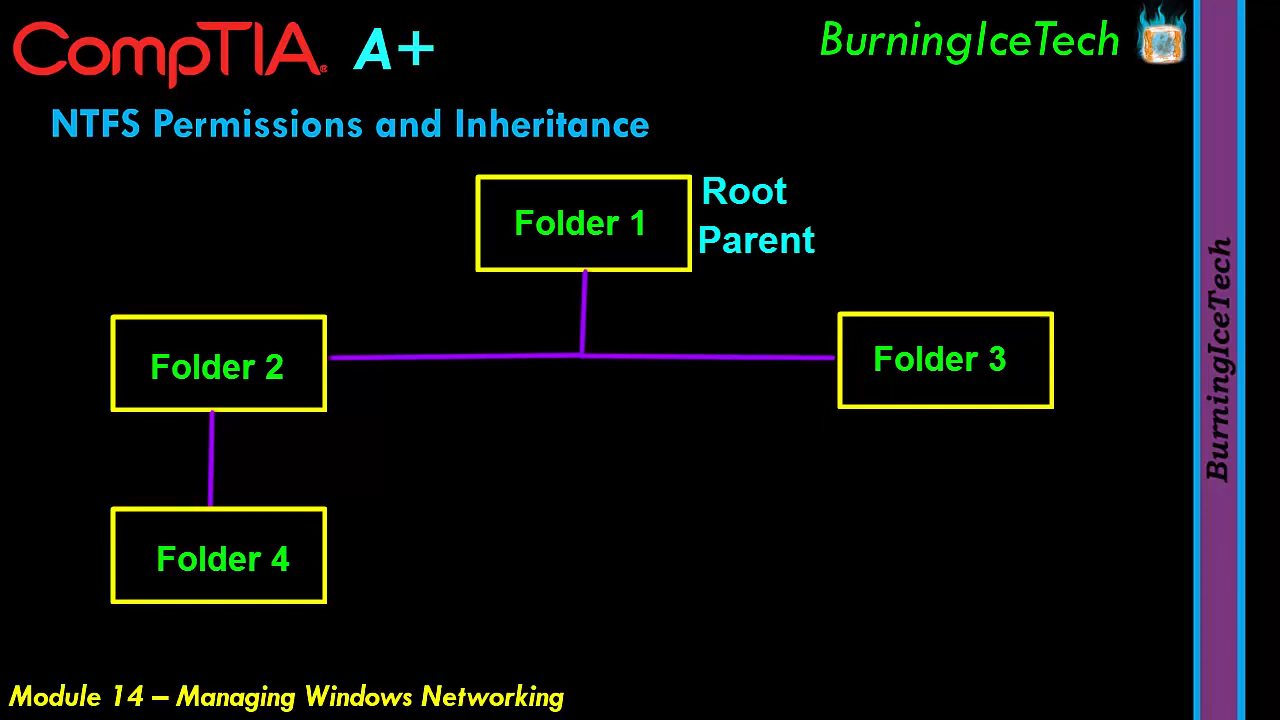 CompTIA. A+
BurningIceTech
NTFS Permissions and Inheritance
Folder 1
Root
Parent
Folder 2
Folder 3
Folder 4
BurningIceTech
Module 14 – Managing Windows Networking